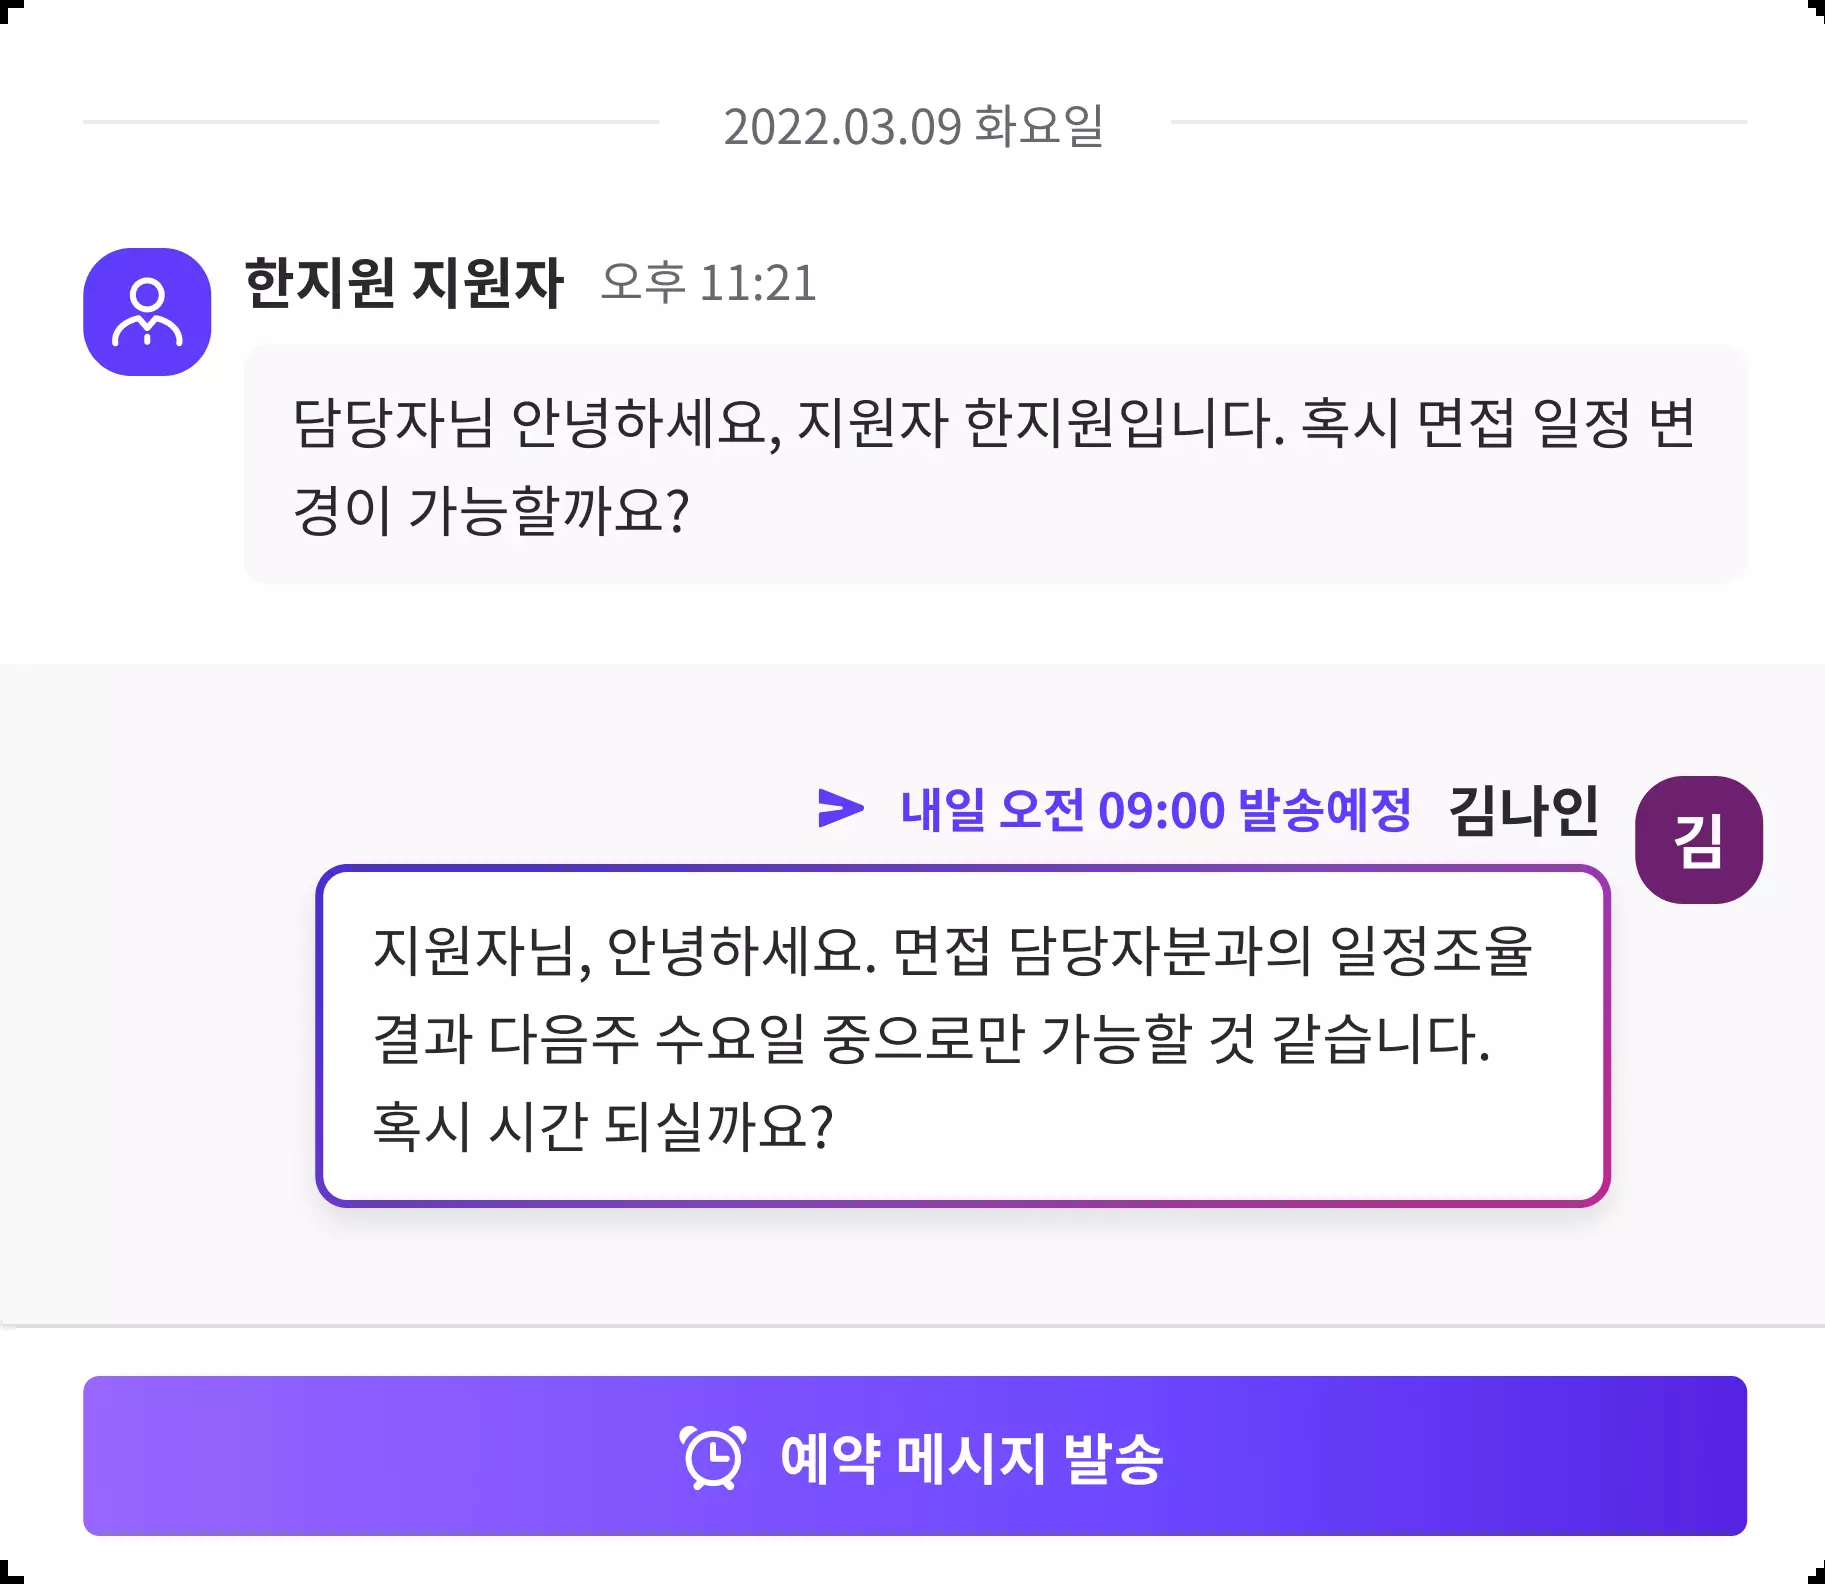 2022.03.09 화요일
한지원 지원자 오후 11:21
담당자님 안녕하세요, 지원자 한지원입니다. 혹시 면접 일정 변
경이 가능할까요?
내일 오전 09:00 발송예정 김나인
김
지원자님, 안녕하세요. 면접 담당자분과의 일정조율
결과 다음주 수요일 중으로만 가능할 것 같습니다.
혹시 시간 되실까요?
예약 메시지 발송